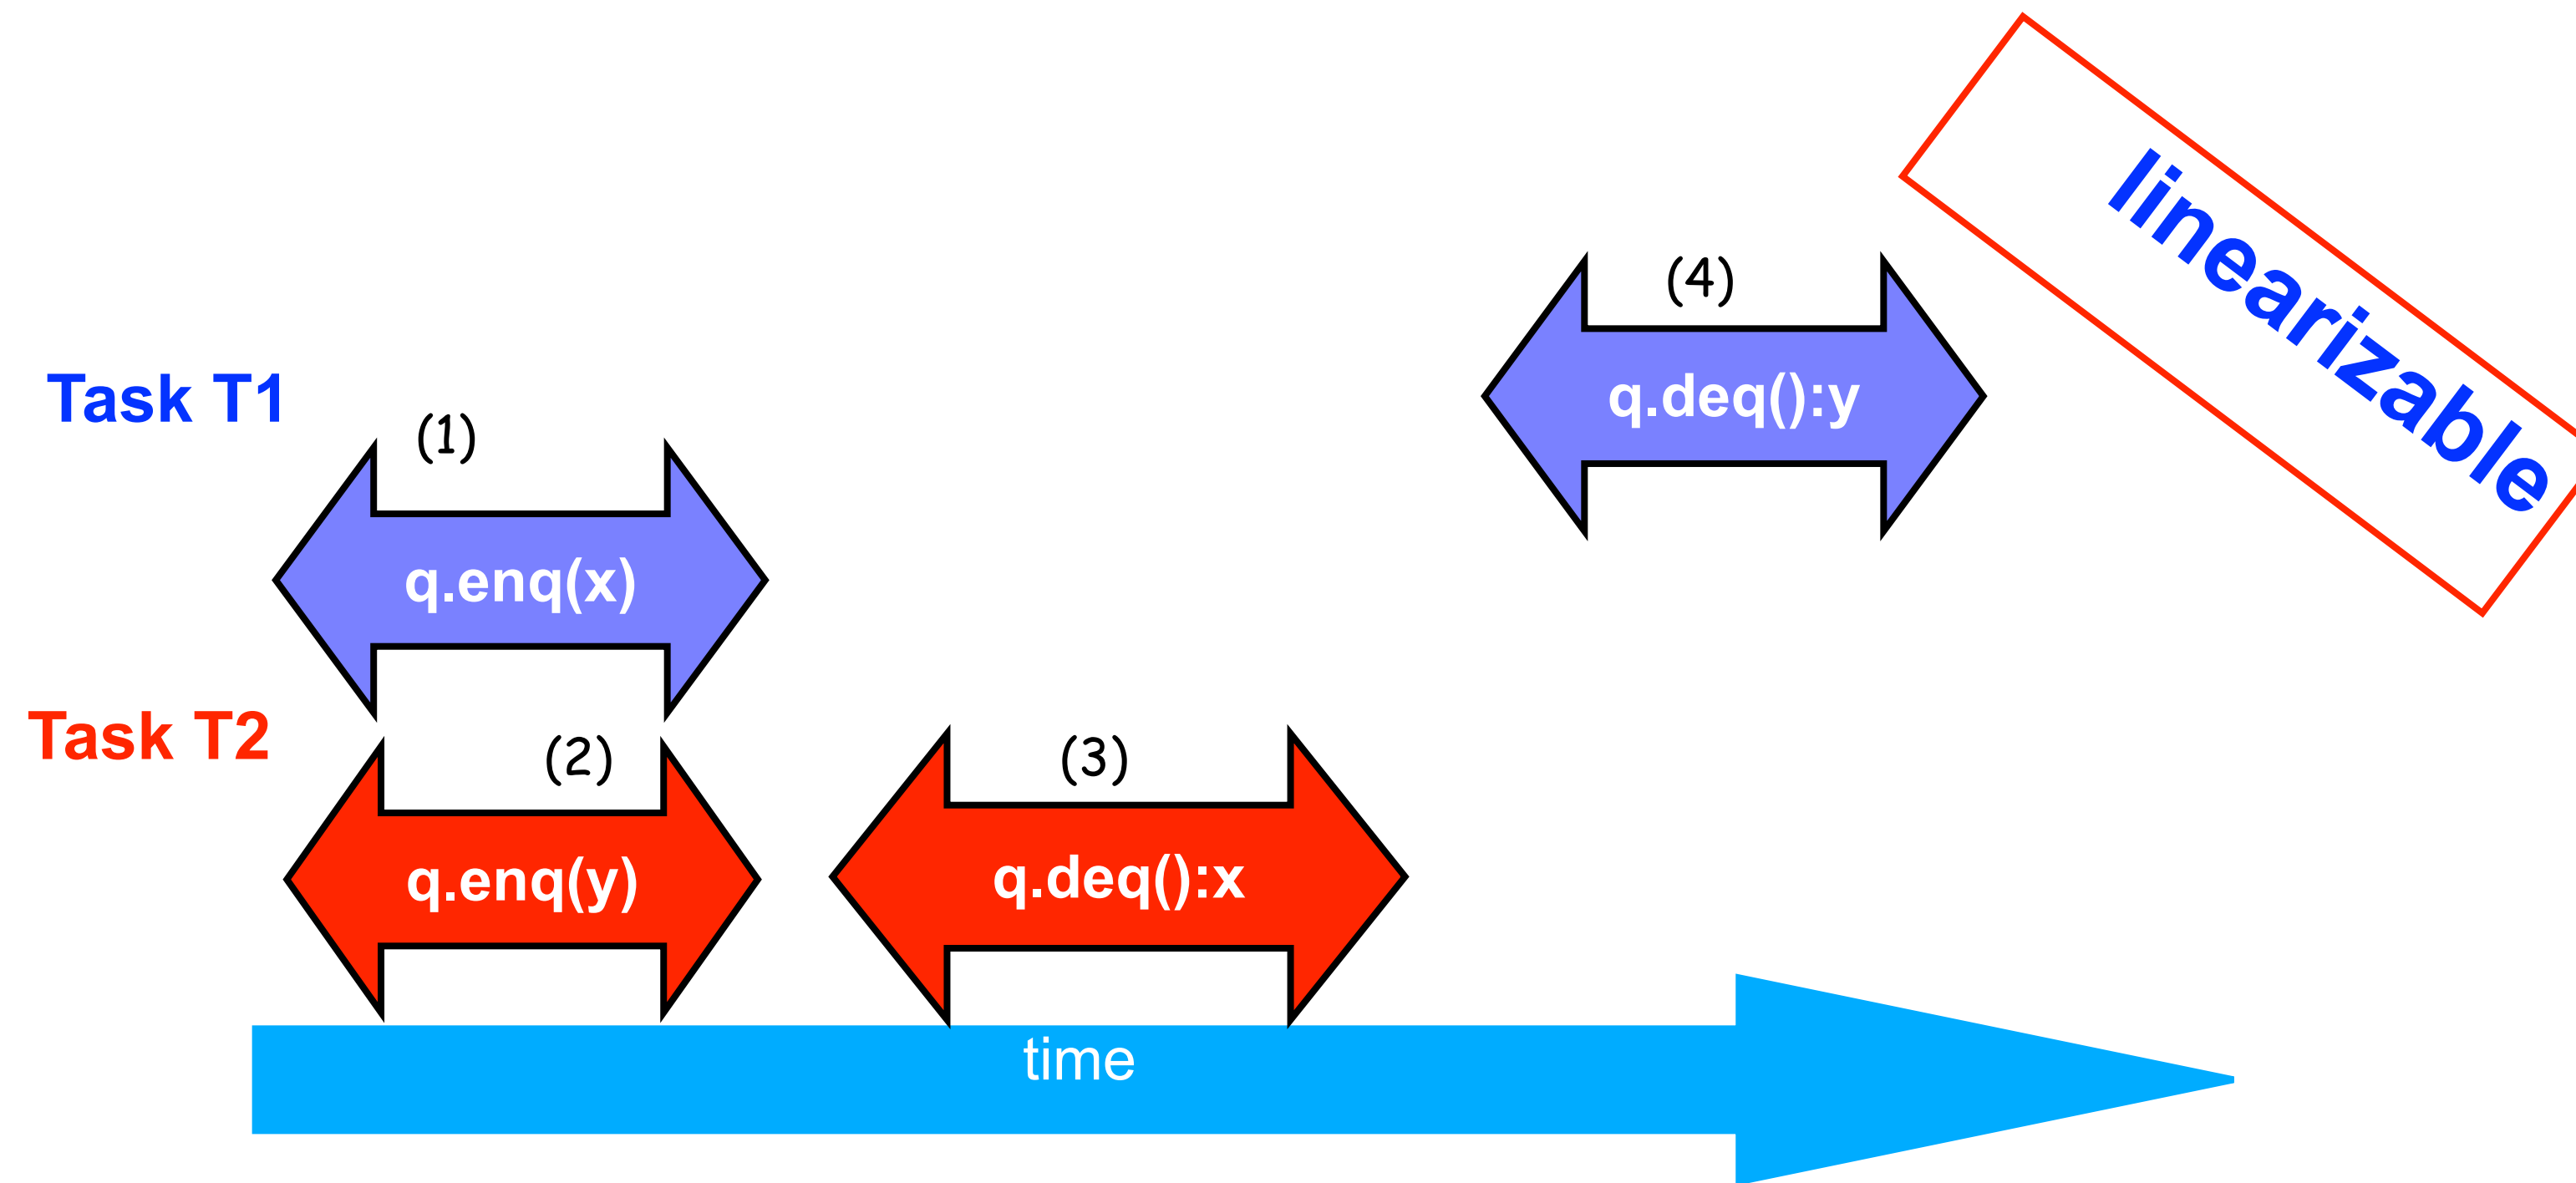 linearizable
(4)
q.deq():y
Task T1
(1)
q.enq(x)
Task T2
(2)
(3)
q.enq(y)
q.deq():x
time